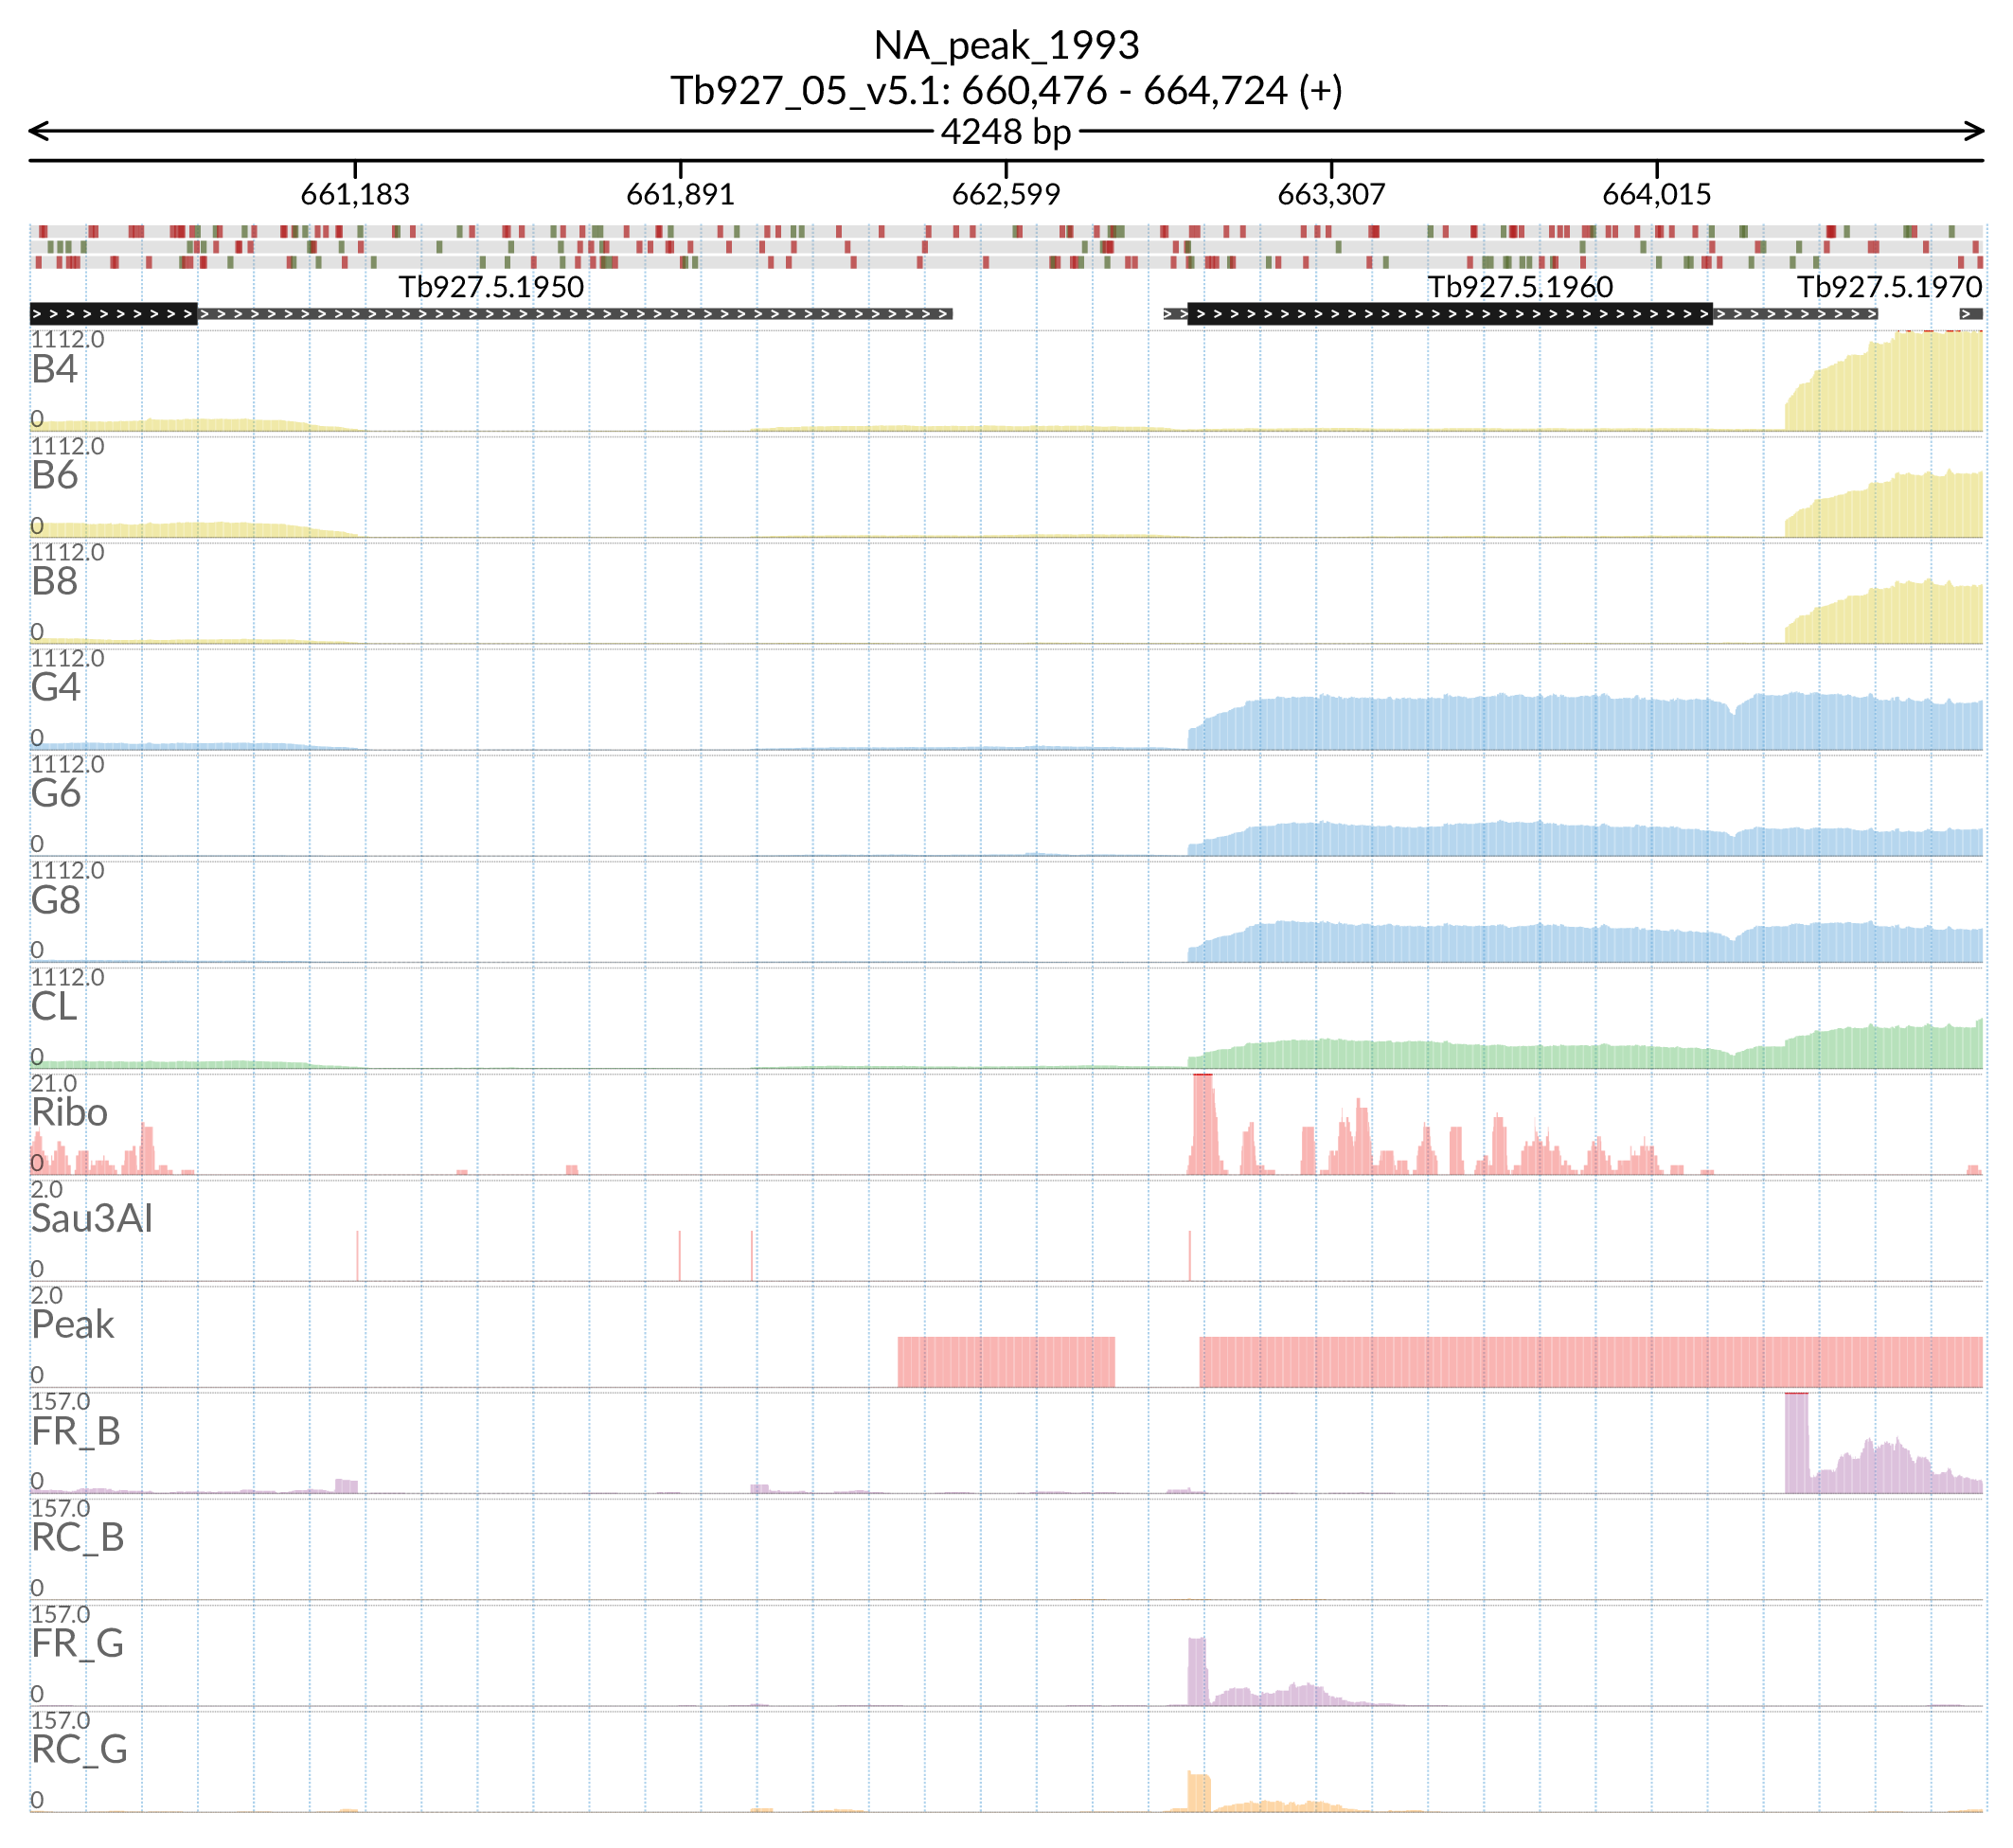 NA_peak_1993
Tb927_05_v5.1: 660,476 - 664,724 (+)
4248 bp
661,183 661,891 662,599 663,307 664,015
Tb927.5.1950 Tb927.5.1960 Tb927.5.1970
1112.0
B4
0
1112.0
B6
0
1112.0
B8
0
1112.0
G4
0
1112.0
G6
0
1112.0
G8
0
1112.0
CL
0
21.0
Ribo
0
2.0
Sau3AI
0
2.0
Peak
0
157.0
FR_B
0
157.0
RC_B
0
157.0
FR_G
0
157.0
RC_G
0